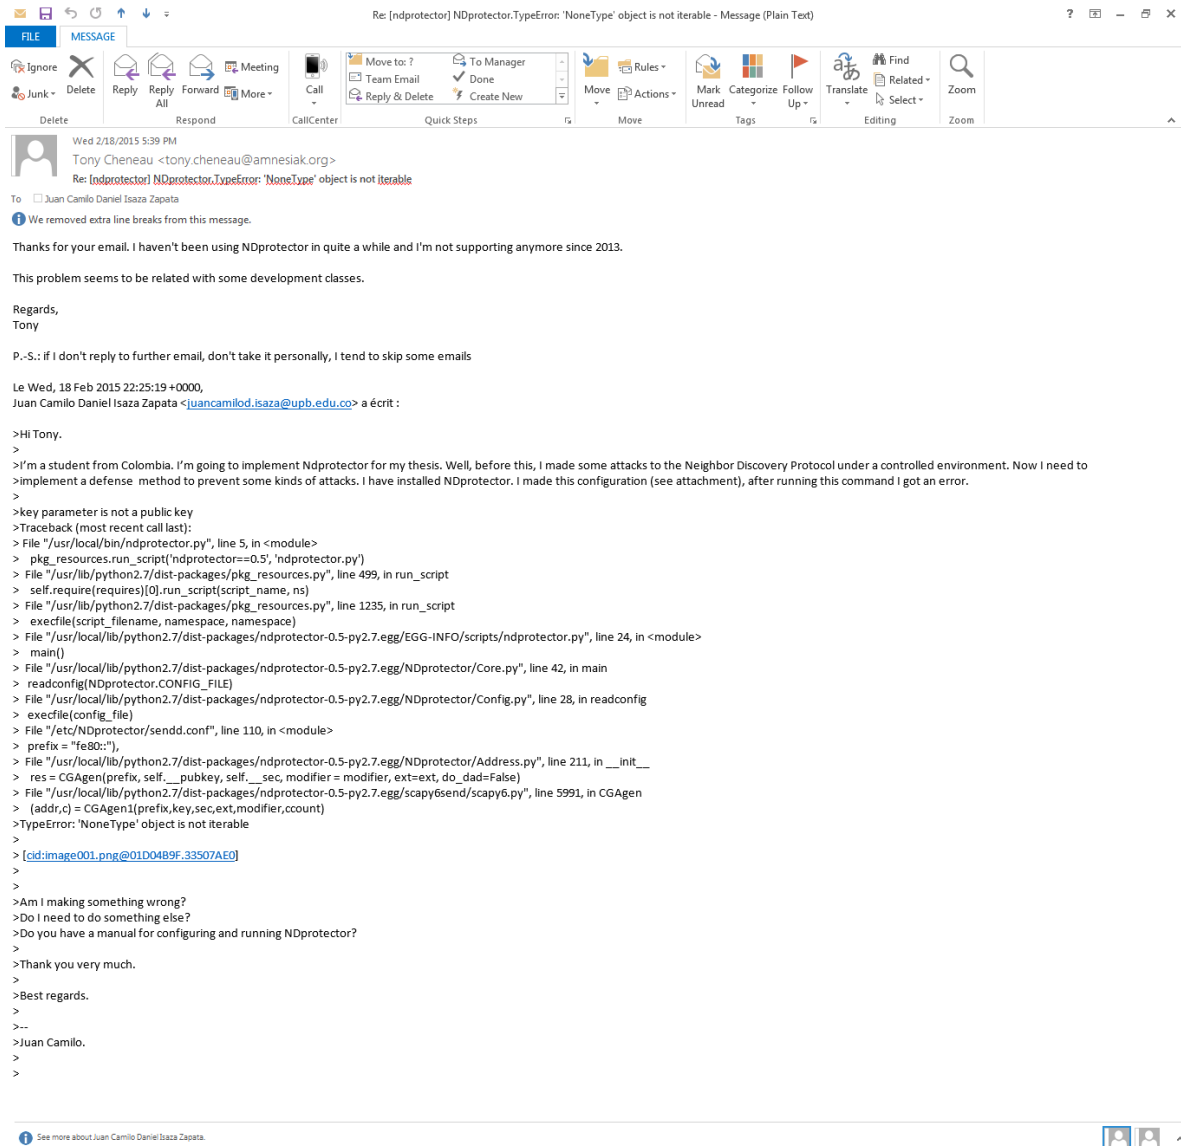 Re: [ndprotector] NDprotector.TypeError: 'NoneType' object is not iterable - Message (Plain Text)
FILE MESSAGE
Ignore
Junk
Delete
Reply
Reply All
Forward
Meeting
More
Call
Move to: ?
Team Email
Reply & Delete
To Manager
Done
Create New
Move
Rules
Actions
Mark Unread
Categorize
Follow Up
Translate
Find
Related
Select
Zoom
Delete Respond CallCenter Quick Steps Move Tags Editing Zoom
Wed 2/18/2015 5:39 PM
Tony Cheneau <tony.cheneau@amnesiak.org>
Re: [ndprotector] NDprotector.TypeError: 'NoneType' object is not iterable
To Juan Camilo Daniel Isaza Zapata
We removed extra line breaks from this message.
Thanks for your email. I haven't been using NDprotector in quite a while and I'm not supporting anymore since 2013.
This problem seems to be related with some development classes.
Regards,
Tony
P.-S.: if I don't reply to further email, don't take it personally, I tend to skip some emails
Le Wed, 18 Feb 2015 22:25:19 +0000,
Juan Camilo Daniel Isaza Zapata <juancamilod.isaza@upb.edu.co> a écrit :
>Hi Tony.
>
>I'm a student from Colombia. I'm going to implement Ndprotector for my thesis. Well, before this, I made some attacks to the Neighbor Discovery Protocol under a controlled environment. Now I need to
>implement a defense  method to prevent some kinds of attacks. I have installed NDprotector. I made this configuration (see attachment), after running this command I got an error.
>
>key parameter is not a public key
>Traceback (most recent call last):
> File "/usr/local/bin/ndprotector.py", line 5, in <module>
>   pkg_resources.run_script('ndprotector==0.5', 'ndprotector.py')
>  File "/usr/lib/python2.7/dist-packages/pkg_resources.py", line 499, in run_script
>   self.require(requires)[0].run_script(script_name, ns)
>  File "/usr/lib/python2.7/dist-packages/pkg_resources.py", line 1235, in run_script
>   execfile(script_filename, namespace, namespace)
>  File "/usr/local/lib/python2.7/dist-packages/ndprotector-0.5-py2.7.egg/EGG-INFO/scripts/ndprotector.py", line 24, in <module>
>   main()
>  File "/usr/local/lib/python2.7/dist-packages/ndprotector-0.5-py2.7.egg/NDprotector/Core.py", line 42, in main
>  readconfig(NDprotector.CONFIG_FILE)
>  File "/usr/local/lib/python2.7/dist-packages/ndprotector-0.5-py2.7.egg/NDprotector/Config.py", line 28, in readconfig
>  execfile(config_file)
>  File "/etc/NDprotector/sendd.conf", line 110, in <module>
>  prefix = "fe80::"),
>  File "/usr/local/lib/python2.7/dist-packages/ndprotector-0.5-py2.7.egg/NDprotector/Address.py", line 211, in __init__
>   res = CGAgen(prefix, self.__pubkey, self.__sec, modifier = modifier, ext=ext, do_dad=False)
>  File "/usr/local/lib/python2.7/dist-packages/ndprotector-0.5-py2.7.egg/scapy6send/scapy6.py", line 5991, in CGAgen
>   (addr,c) = CGAgen1(prefix,key,sec,ext,modifier,ccount)
>TypeError: 'NoneType' object is not iterable
>
> [cid:image001.png@01D04B9F.33507AE0]
>
>
>Am I making something wrong?
>Do I need to do something else?
>Do you have a manual for configuring and running NDprotector?
>
>Thank you very much.
>
>Best regards.
>
>--
>Juan Camilo.
>
>
See more about Juan Camilo Daniel Isaza Zapata.